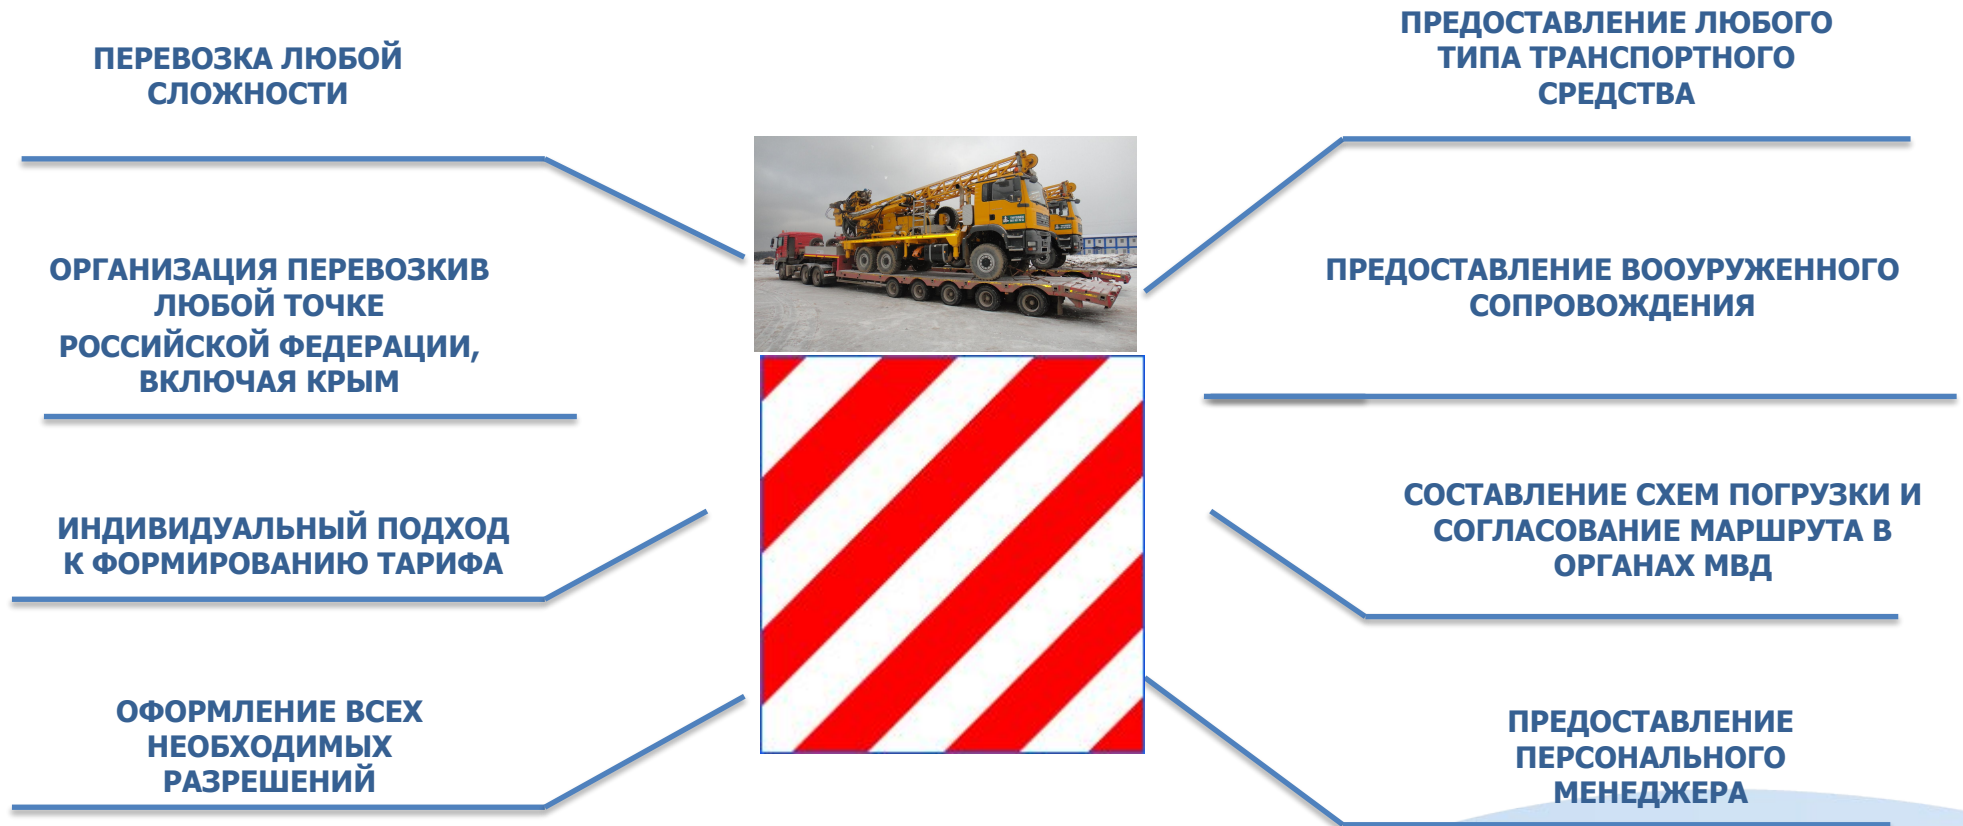 ПЕРЕВОЗКА ЛЮБОЙ
СЛОЖНОСТИ
ОРГАНИЗАЦИЯ ПЕРЕВОЗКИВ
ЛЮБОЙ ТОЧКЕ
РОССИЙСКОЙ ФЕДЕРАЦИИ,
ВКЛЮЧАЯ КРЫМ
ИНДИВИДУАЛЬНЫЙ ПОДХОД
К ФОРМИРОВАНИЮ ТАРИФА
ОФОРМЛЕНИЕ ВСЕХ
НЕОБХОДИМЫХ
РАЗРЕШЕНИЙ
ПРЕДОСТАВЛЕНИЕ ЛЮБОГО
ТИПА ТРАНСПОРТНОГО
СРЕДСТВА
ПРЕДОСТАВЛЕНИЕ ВООУРУЖЕННОГО
СОПРОВОЖДЕНИЯ
СОСТАВЛЕНИЕ СХЕМ ПОГРУЗКИ И
СОГЛАСОВАНИЕ МАРШРУТА В
ОРГАНАХ МВД
ПРЕДОСТАВЛЕНИЕ
ПЕРСОНАЛЬНОГО
МЕНЕДЖЕРА